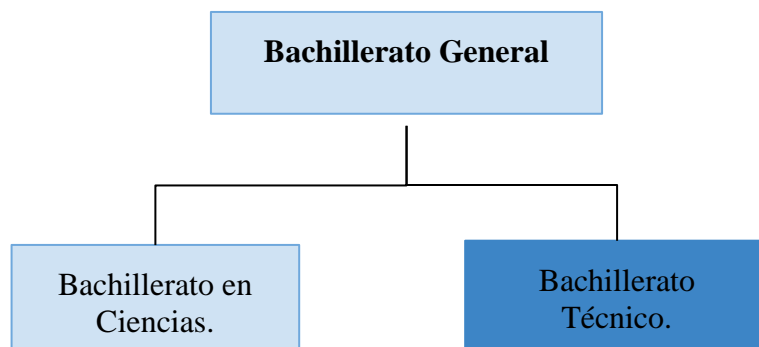 Bachillerato General
Bachillerato en
Ciencias.
Bachillerato
Técnico.